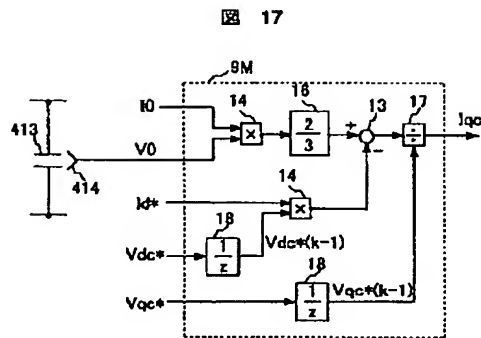 図 17
9M
I0
14
×
16
2
3
+
13
-
17
÷
Iqc
413
V0
414
14
×
Id*
18
1
z
Vdc*
Vdc*(k-1)
18
1
z
Vqc*
Vqc*(k-1)